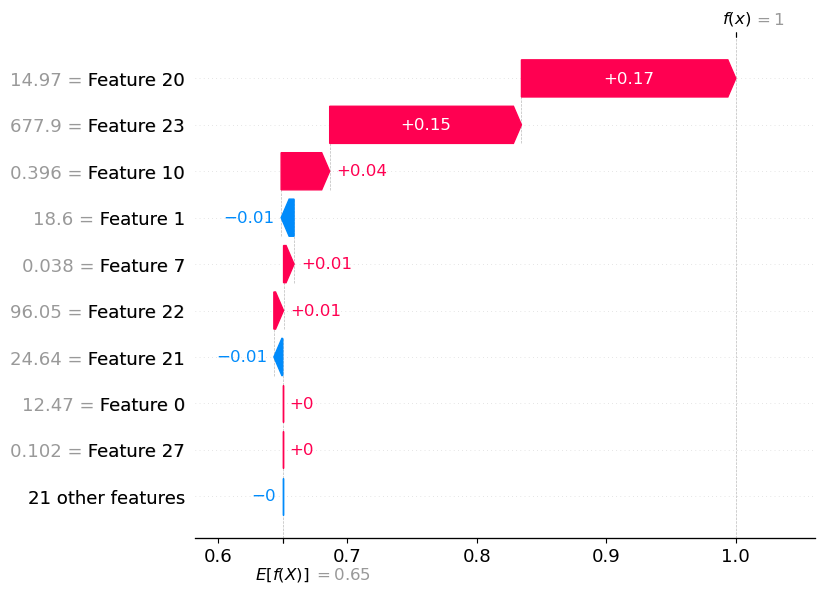 f(x) = 1
14.97 = Feature 20 +0.17
677.9 = Feature 23 +0.15
0.396 = Feature 10 +0.04
18.6 = Feature 1 −0.01
0.038 = Feature 7 +0.01
96.05 = Feature 22 +0.01
24.64 = Feature 21 −0.01
12.47 = Feature 0 +0
0.102 = Feature 27 +0
21 other features −0
0.6 0.7 0.8 0.9 1.0
E[f(X)] = 0.65